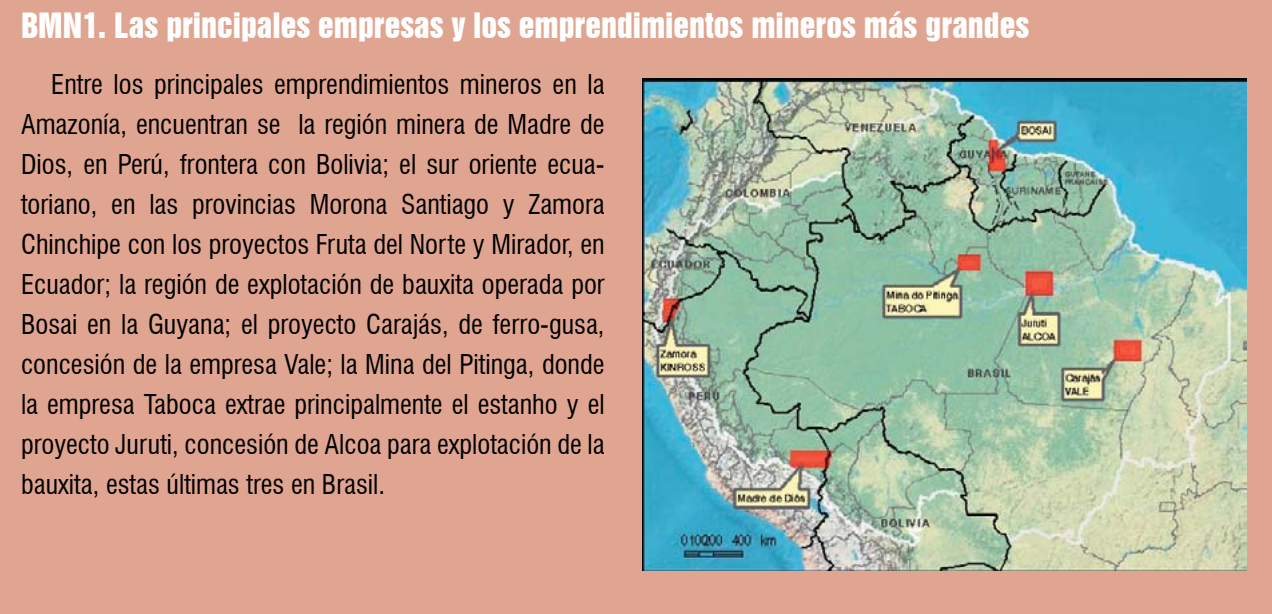 BMN1. Las principales empresas y los emprendimientos mineros más grandes
Entre los principales emprendimientos mineros en la
Amazonía, encuentran se la región minera de Madre de
Dios, en Perú, frontera con Bolivia; el sur oriente ecua-
toriano, en las provincias Morona Santiago y Zamora
Chinchipe con los proyectos Fruta del Norte y Mirador, en
Ecuador; la región de explotación de bauxita operada por
Bosai en la Guyana; el proyecto Carajás, de ferro-gusa,
concesión de la empresa Vale; la Mina del Pitinga, donde
la empresa Taboca extrae principalmente el estanho y el
proyecto Juruti, concesión de Alcoa para explotación de la
bauxita, estas últimas tres en Brasil.
VENEZUELA
BOSAI
GUYANA
SURINAME
GUYANE
FRANCAISE
COLOMBIA
ECUADOR
Mina do Pitinga
TABOCA
Juruti
ALCOA
Zamora
KINROSS
Carajás
VALE
BRASIL
PERÚ
Madre de Diós
BOLIVIA
0100200 400 km